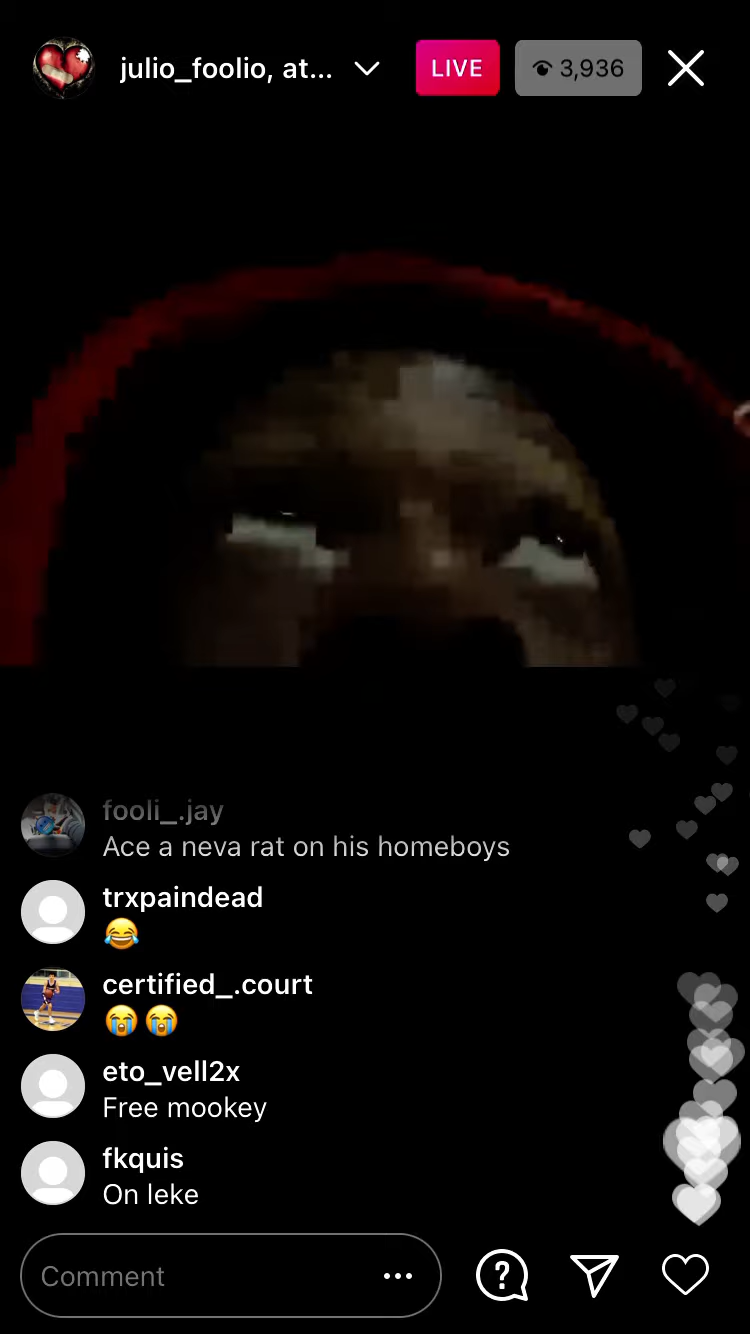 julio_foolio, at...
LIVE
3,936
fooli_.jay
Ace a neva rat on his homeboys
trxpaindead
😂
certified_.court
😭😭
eto_vell2x
Free mookey
fkquis
On leke
Comment